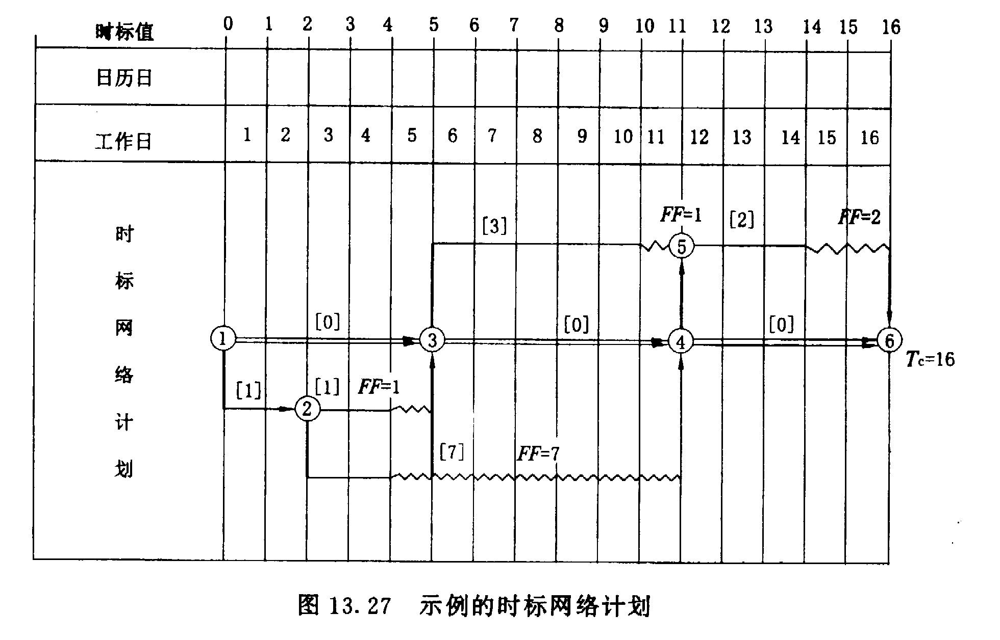 时标值 0 1 2 3 4 5 6 7 8 9 10 11 12 13 14 15 16
日历日
工作日 1 2 3 4 5 6 7 8 9 10 11 12 13 14 15 16
时标网络计划
FF=1 [2] FF=2
[3]
⑤
[0] [0] [0]
① ③ ④ ⑥
Tc=16
[1] [1] FF=1
②
[7] FF=7
图 13.27 示例的时标网络计划